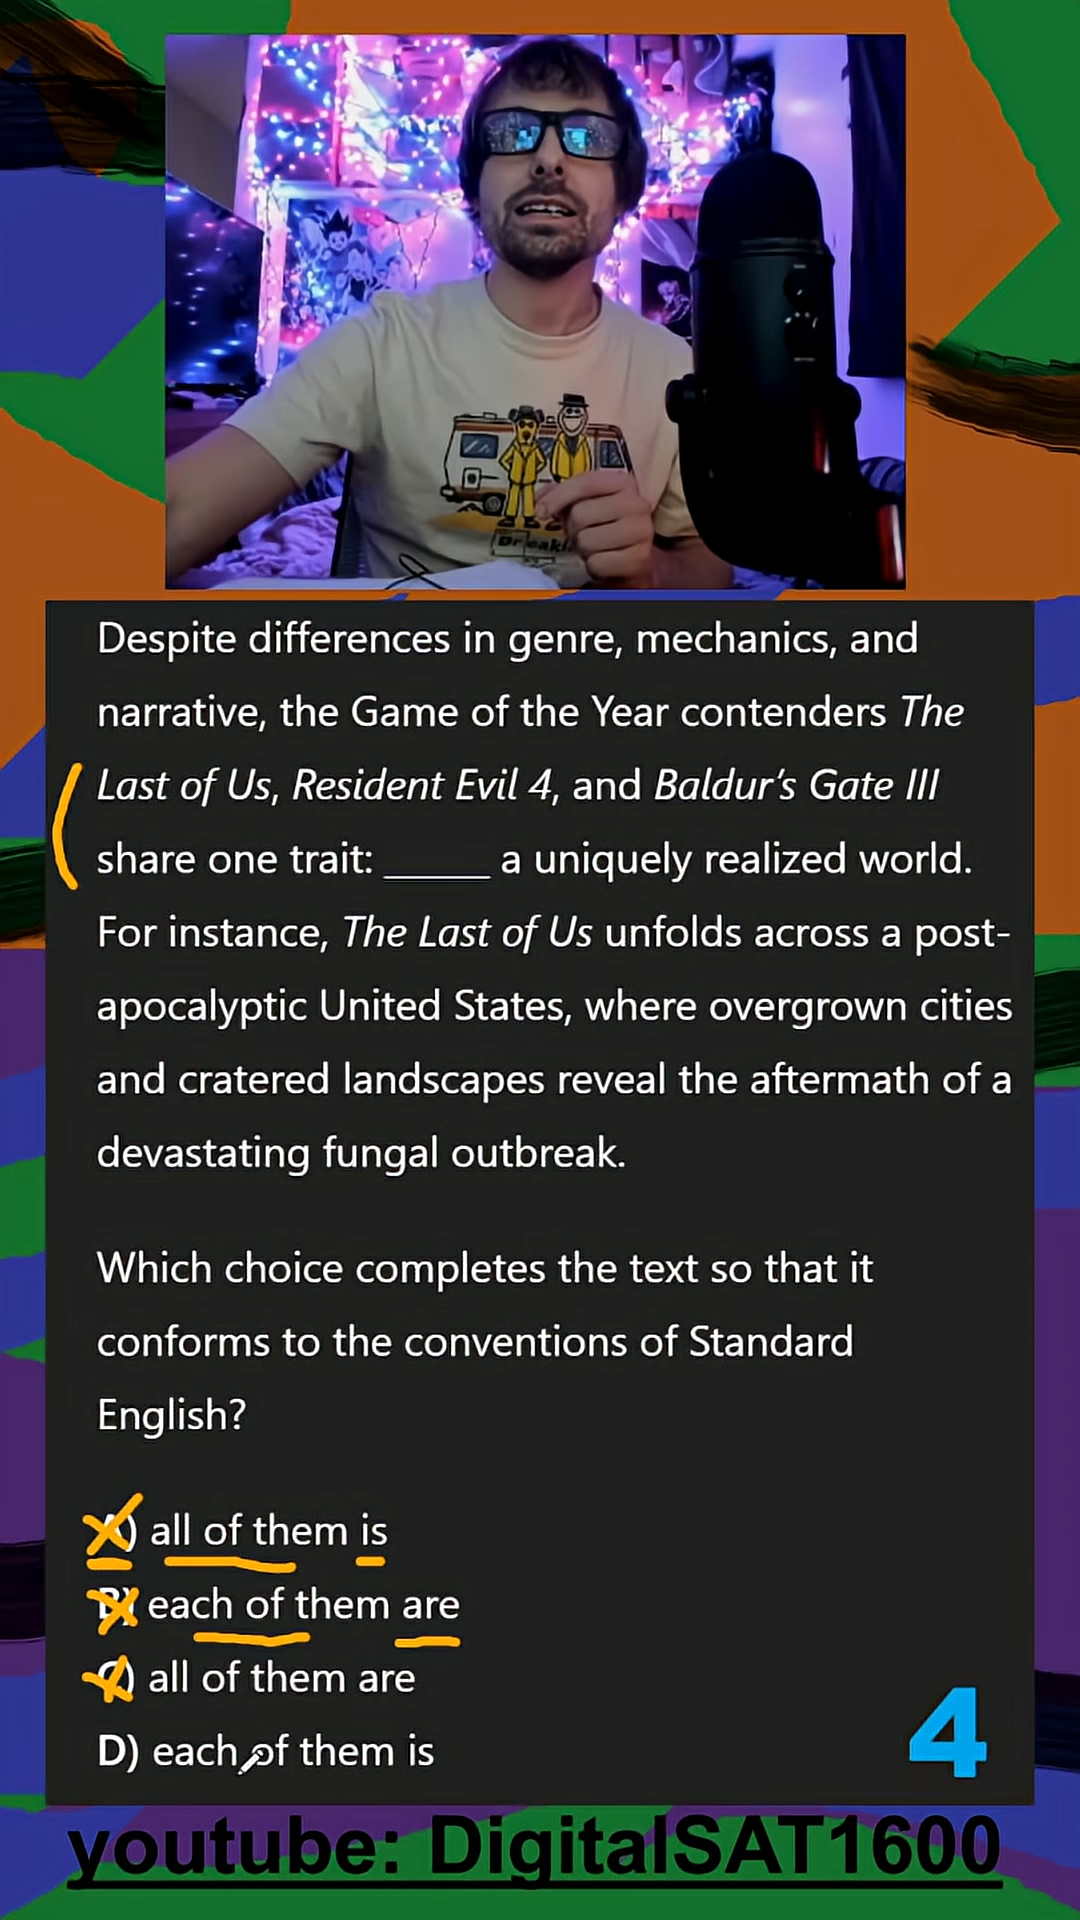 Breaki
Despite differences in genre, mechanics, and
narrative, the Game of the Year contenders The
Last of Us, Resident Evil 4, and Baldur's Gate III
share one trait: _____ a uniquely realized world.
For instance, The Last of Us unfolds across a post-
apocalyptic United States, where overgrown cities
and cratered landscapes reveal the aftermath of a
devastating fungal outbreak.
Which choice completes the text so that it
conforms to the conventions of Standard
English?
A) all of them is
B) each of them are
C) all of them are
D) each of them is
4
youtube: DigitalSAT1600